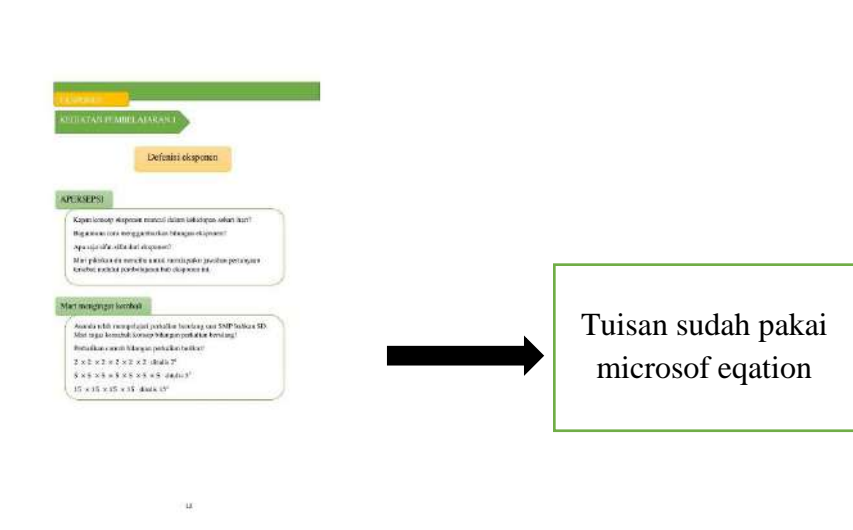 KEGIATAN PEMBELAJARAN 1
Defenisi eksponen
APERSEPSI
Kapan konsep eksponen muncul dalam kehidupan sehari-hari?
Bagaimana cara menggambarkan bilangan eksponen?
Apa saja sifat-sifat dari eksponen?
Mari pikirkan dan mencoba untuk mendapatkan jawaban pertanyaan
tersebut melalui pembelajaran bab eksponen ini.
Mari mengingat kembali
Ananda telah mempelajari perkalian berulang saat SMP bahkan SD.
Mari ingat kembali konsep bilangan perkalian berulang!
Perhatikan contoh bilangan perkalian berikut!
2 × 2 × 2 × 2 × 2 × 2 ditulis 2⁶
5 × 5 × 5 × 5 × 5 × 5 × 5 ditulis 5⁷
15 × 15 × 15 × 15 ditulis 15⁴
Tuisan sudah pakai
microsof eqation